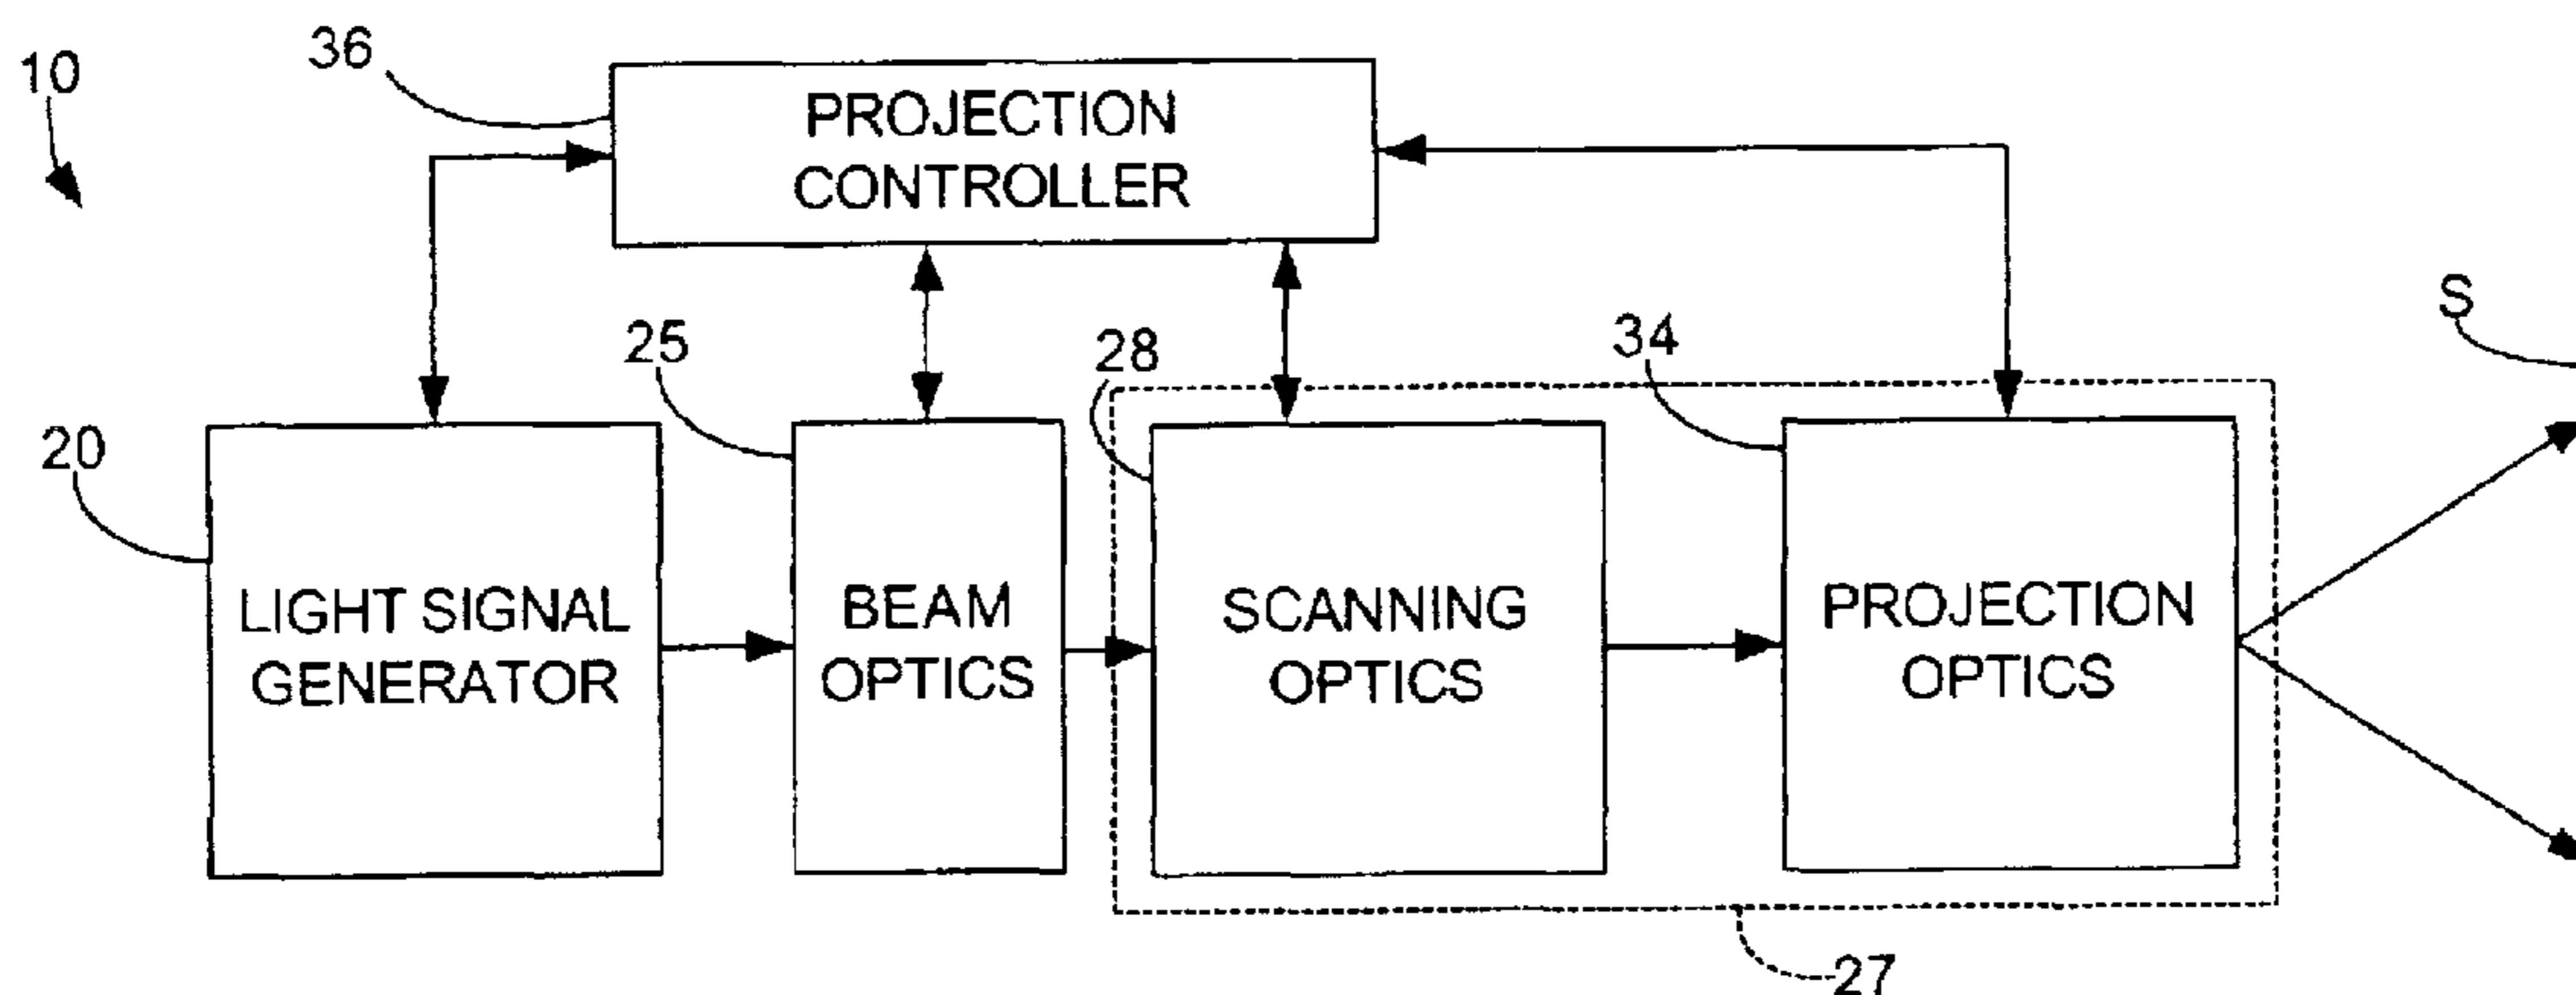 10
36
PROJECTION
CONTROLLER
S
25
28
34
20
LIGHT SIGNAL
GENERATOR
BEAM
OPTICS
SCANNING
OPTICS
PROJECTION
OPTICS
27